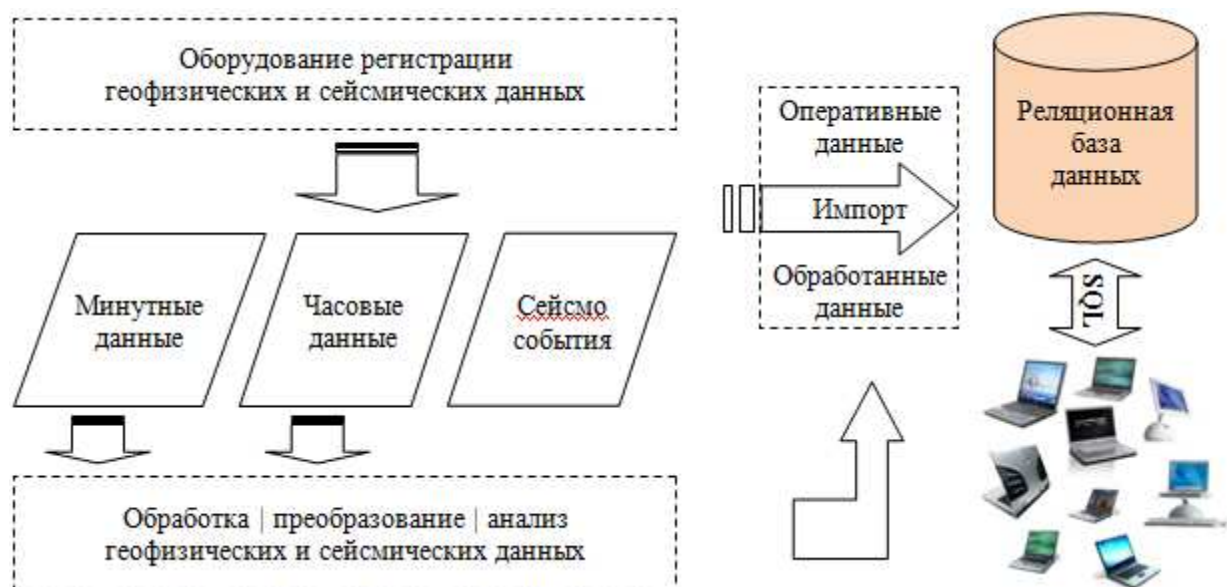 Оборудование регистрации
геофизических и сейсмических данных
Минутные
данные
Часовые
данные
Сейсмо
события
Обработка | преобразование | анализ
геофизических и сейсмических данных
Оперативные
данные
Импорт
Обработанные
данные
Реляционная
база
данных
SQL